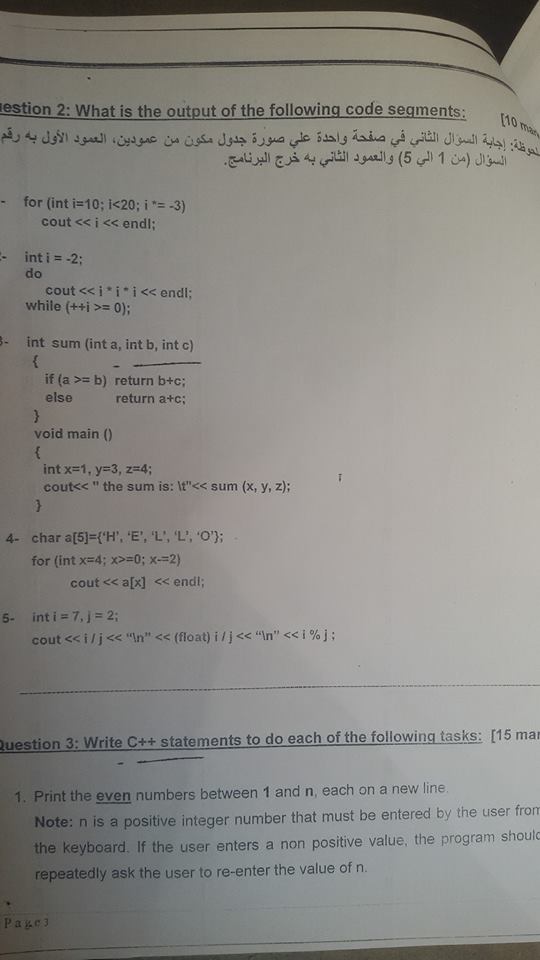 estion 2: What is the output of the following code segments: [10 mar
حوظة: إجابة السؤال الثاني في صفحة واحدة علي صورة جدول مكون من عمودين، العمود الأول به رقم
السؤال (من 1 الي 5) والعمود الثاني به خرج البرنامج.
- for (int i=10; i<20; i *= -3)
cout << i << endl;
- int i = -2;
do
cout << i * i * i << endl;
while (++i >= 0);
3- int sum (int a, int b, int c)
{
if (a >= b) return b+c;
else return a+c;
}
void main ()
{
int x=1, y=3, z=4;
cout<< " the sum is: \t"<< sum (x, y, z);
}
4- char a[5]={‘H’, ‘E’, ‘L’, ‘L’, ‘O’};
for (int x=4; x>=0; x-=2)
cout << a[x] << endl;
5- int i = 7, j = 2;
cout << i / j << “\n” << (float) i / j << “\n” << i % j ;
Question 3: Write C++ statements to do each of the following tasks: [15 mar
1. Print the even numbers between 1 and n, each on a new line.
Note: n is a positive integer number that must be entered by the user from
the keyboard. If the user enters a non positive value, the program should
repeatedly ask the user to re-enter the value of n.
Page 3